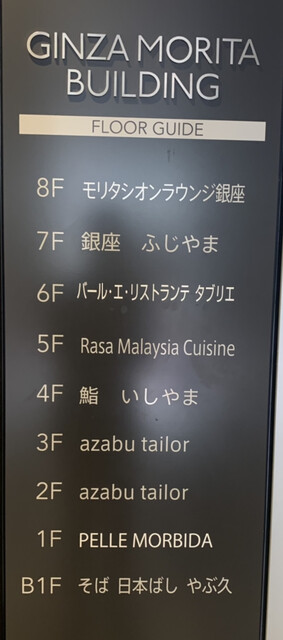 GINZA MORITA
BUILDING
FLOOR GUIDE
8F モリタシオンラウンジ銀座
7F 銀座 ふじやま
6F バール・エ・リストランテ タブリエ
5F Rasa Malaysia Cuisine
4F 鮨 いしやま
3F azabu tailor
2F azabu tailor
1F PELLE MORBIDA
B1F そば 日本ばし やぶ久